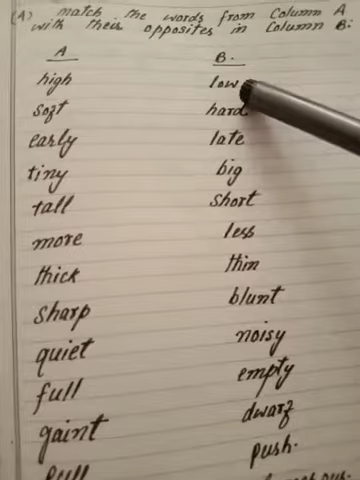 (A) match the words from Column A
with their opposites in Column B:
A B.
high low
soft hard
early late
tiny big
tall short
more less
thick thin
sharp blunt
quiet noisy
full empty
gaint dwarf
pull push.